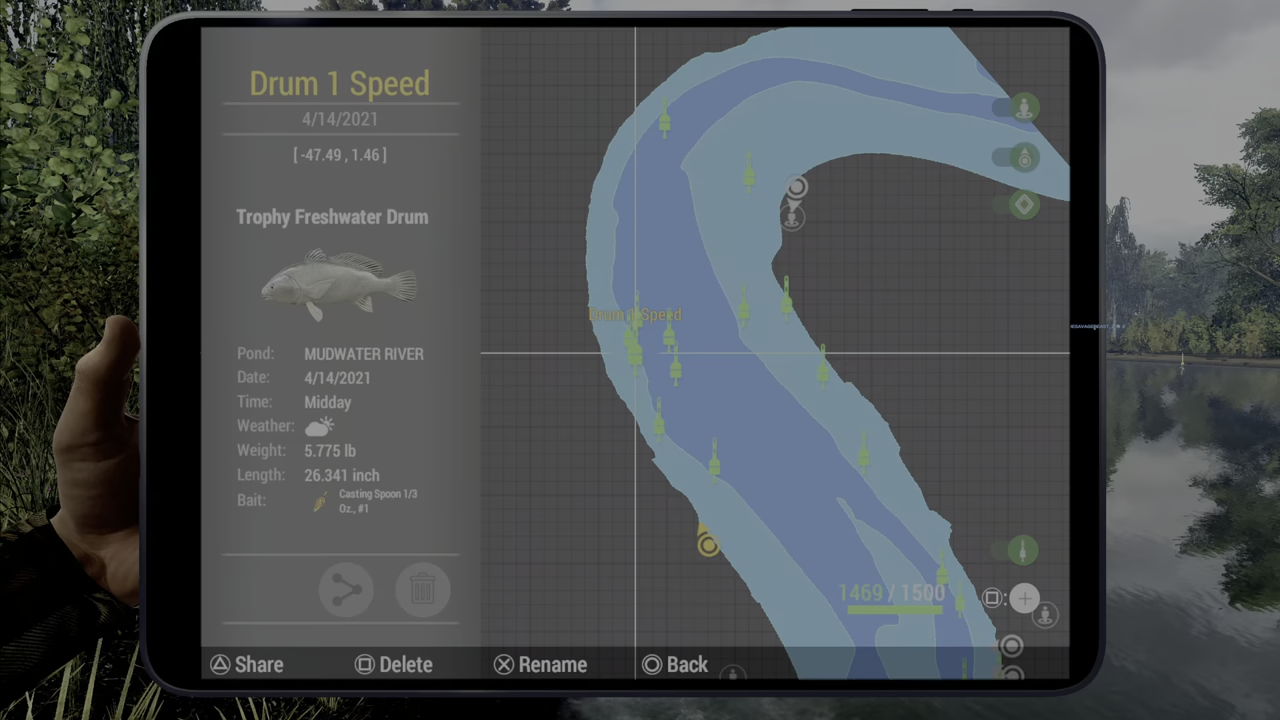 Drum 1 Speed
4/14/2021
[ -47.49 , 1.46 ]
Trophy Freshwater Drum
Pond: MUDWATER RIVER
Date: 4/14/2021
Time: Midday
Weather:
Weight: 5.775 lb
Length: 26.341 inch
Bait: Casting Spoon 1/3
Oz., #1
Drum 1 Speed
1469 / 1500
Share Delete Rename Back